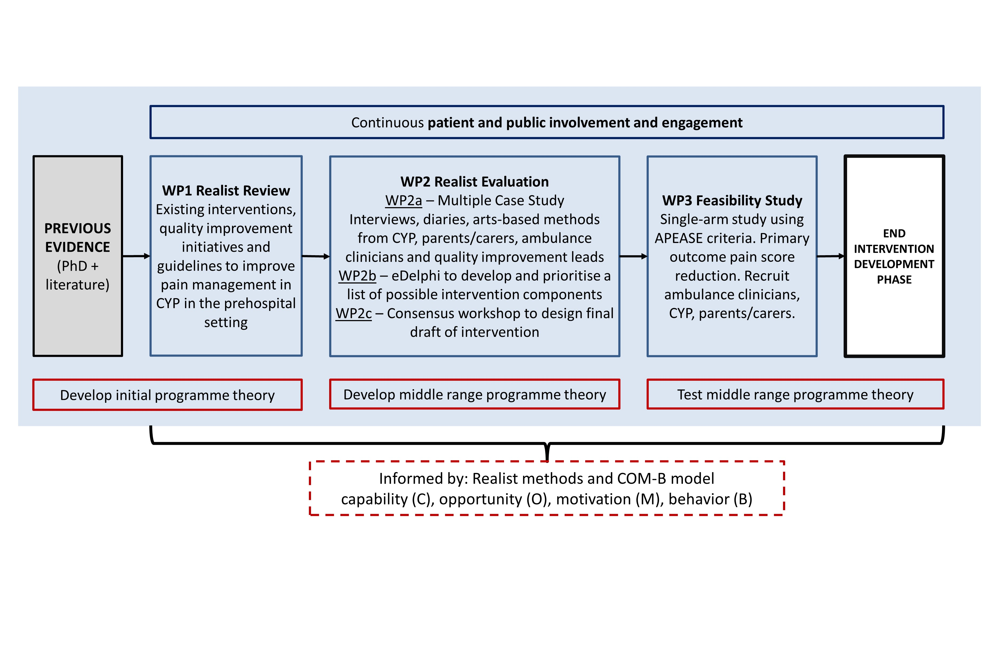 Continuous patient and public involvement and engagement
PREVIOUS
EVIDENCE
(PhD +
literature)
WP1 Realist Review
Existing interventions,
quality improvement
initiatives and
guidelines to improve
pain management in
CYP in the prehospital
setting
WP2 Realist Evaluation
WP2a – Multiple Case Study
Interviews, diaries, arts-based methods
from CYP, parents/carers, ambulance
clinicians and quality improvement leads
WP2b – eDelphi to develop and prioritise a
list of possible intervention components
WP2c – Consensus workshop to design final
draft of intervention
WP3 Feasibility Study
Single-arm study using
APEASE criteria. Primary
outcome pain score
reduction. Recruit
ambulance clinicians,
CYP, parents/carers.
END
INTERVENTION
DEVELOPMENT
PHASE
Develop initial programme theory
Develop middle range programme theory
Test middle range programme theory
Informed by: Realist methods and COM-B model
capability (C), opportunity (O), motivation (M), behavior (B)